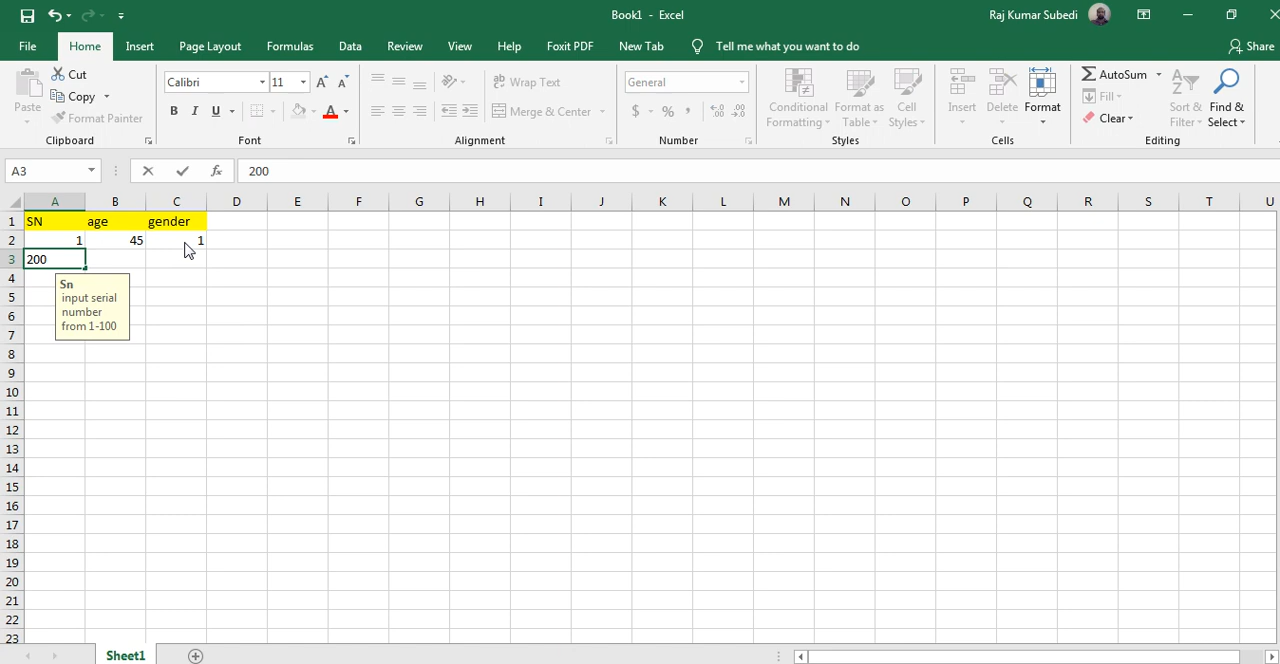 Book1 - Excel
Raj Kumar Subedi
File Home Insert Page Layout Formulas Data Review View Help Foxit PDF New Tab Tell me what you want to do Share
Paste
Cut
Copy
Format Painter
Clipboard
Calibri 11
B I U
Font
Wrap Text
Merge & Center
Alignment
General
$ % ,
Number
Conditional Formatting
Format as Table
Cell Styles
Styles
Insert
Delete
Format
Cells
AutoSum
Fill
Clear
Sort & Filter
Find & Select
Editing
A3 fx 200
A B C D E F G H I J K L M N O P Q R S T U
1 SN age gender
2 1 45 1
3 200
4
5
6
7
Sn
input serial
number
from 1-100
8
9
10
11
12
13
14
15
16
17
18
19
20
21
22
23
Sheet1